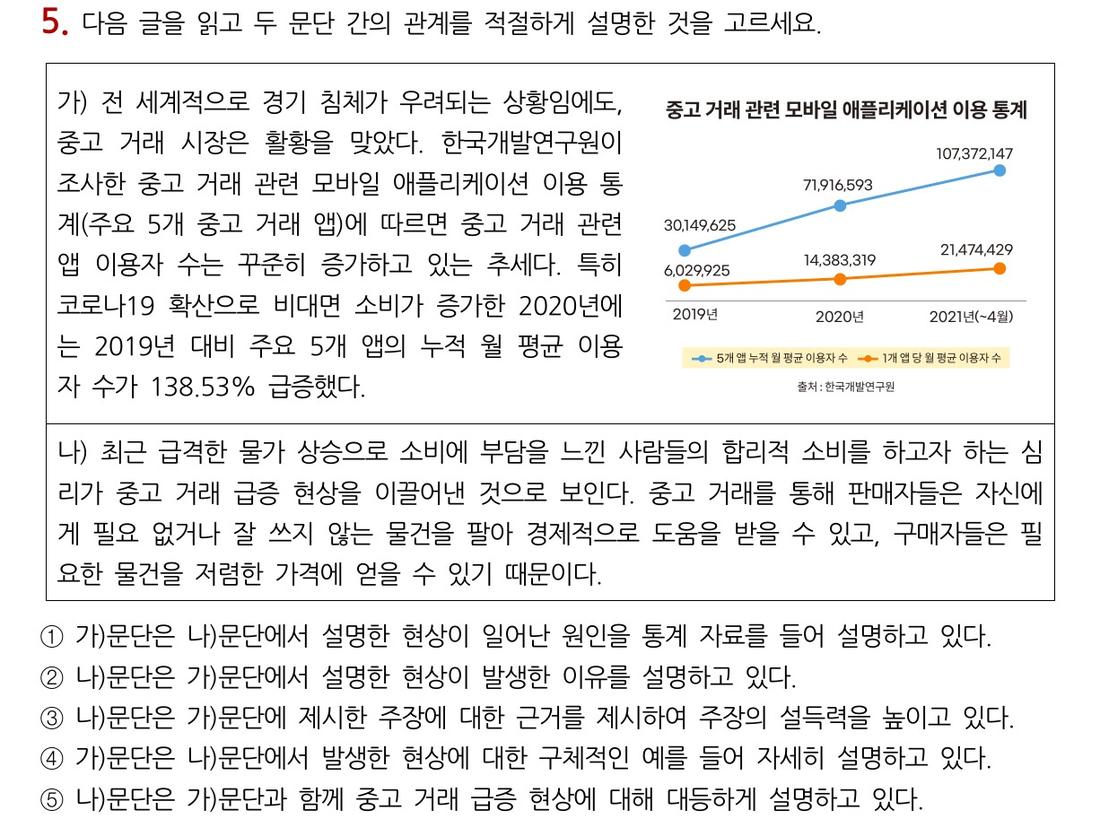 5. 다음 글을 읽고 두 문단 간의 관계를 적절하게 설명한 것을 고르세요.
가) 전 세계적으로 경기 침체가 우려되는 상황임에도,
중고 거래 시장은 활황을 맞았다. 한국개발연구원이
조사한 중고 거래 관련 모바일 애플리케이션 이용 통
계(주요 5개 중고 거래 앱)에 따르면 중고 거래 관련
앱 이용자 수는 꾸준히 증가하고 있는 추세다. 특히
코로나19 확산으로 비대면 소비가 증가한 2020년에
는 2019년 대비 주요 5개 앱의 누적 월 평균 이용
자 수가 138.53% 급증했다.
중고 거래 관련 모바일 애플리케이션 이용 통계
107,372,147
71,916,593
30,149,625
21,474,429
14,383,319
6,029,925
2019년 2020년 2021년(~4월)
5개 앱 누적 월 평균 이용자 수 1개 앱 당 월 평균 이용자 수
출처 : 한국개발연구원
나) 최근 급격한 물가 상승으로 소비에 부담을 느낀 사람들의 합리적 소비를 하고자 하는 심
리가 중고 거래 급증 현상을 이끌어낸 것으로 보인다. 중고 거래를 통해 판매자들은 자신에
게 필요 없거나 잘 쓰지 않는 물건을 팔아 경제적으로 도움을 받을 수 있고, 구매자들은 필
요한 물건을 저렴한 가격에 얻을 수 있기 때문이다.
① 가)문단은 나)문단에서 설명한 현상이 일어난 원인을 통계 자료를 들어 설명하고 있다.
② 나)문단은 가)문단에서 설명한 현상이 발생한 이유를 설명하고 있다.
③ 나)문단은 가)문단에 제시한 주장에 대한 근거를 제시하여 주장의 설득력을 높이고 있다.
④ 가)문단은 나)문단에서 발생한 현상에 대한 구체적인 예를 들어 자세히 설명하고 있다.
⑤ 나)문단은 가)문단과 함께 중고 거래 급증 현상에 대해 대등하게 설명하고 있다.